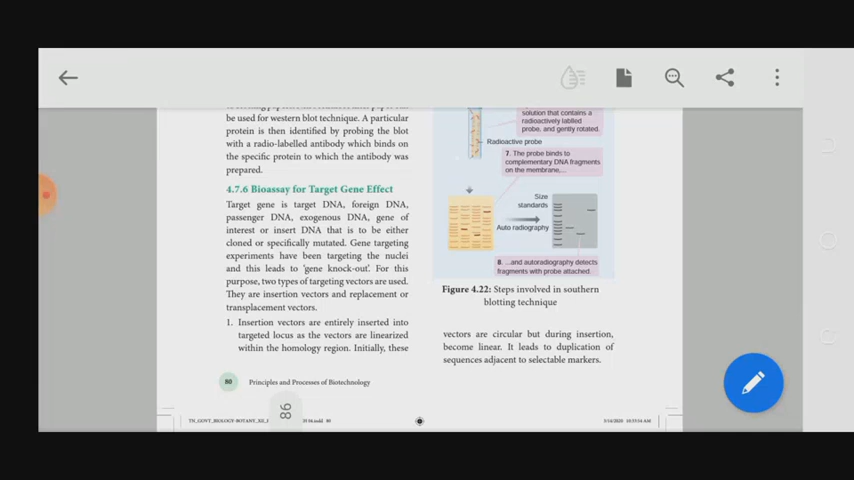 be used for western blot technique. A particular
protein is then identified by probing the blot
with a radio-labelled antibody which binds on
the specific protein to which the antibody was
prepared.
4.7.6 Bioassay for Target Gene Effect
Target gene is target DNA, foreign DNA,
passenger DNA, exogenous DNA, gene of
interest or insert DNA that is to be either
cloned or specifically mutated. Gene targeting
experiments have been targeting the nuclei
and this leads to 'gene knock-out'. For this
purpose, two types of targeting vectors are used.
They are insertion vectors and replacement or
transplacement vectors.
1. Insertion vectors are entirely inserted into
targeted locus as the vectors are linearized
within the homology region. Initially, these
solution that contains a
radioactively lablled
probe, and gently rotated.
Radioactive probe
7. The probe binds to
complementary DNA fragments
on the membrane,...
Size
standards
Auto radiography
8. ...and autoradiography detects
fragments with probe attached.
Figure 4.22: Steps involved in southern
blotting technique
vectors are circular but during insertion,
become linear. It leads to duplication of
sequences adjacent to selectable markers.
80 Principles and Processes of Biotechnology
86